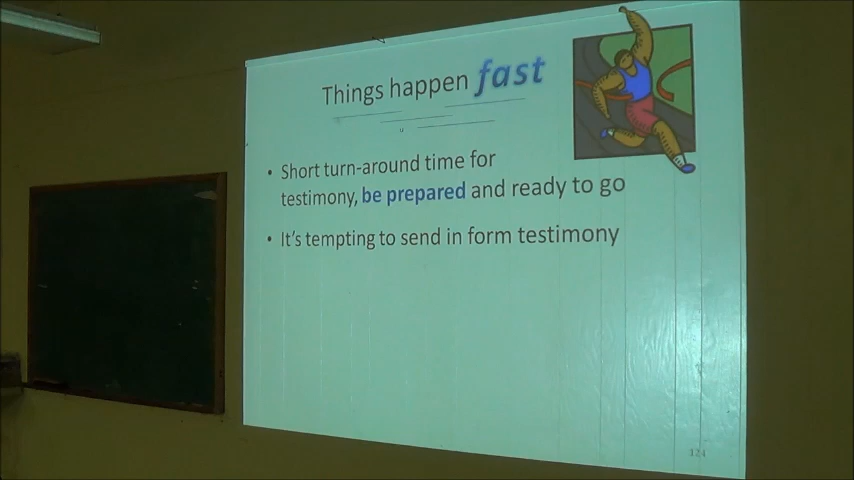 Things happen fast
• Short turn-around time for
testimony, be prepared and ready to go
• It's tempting to send in form testimony
124